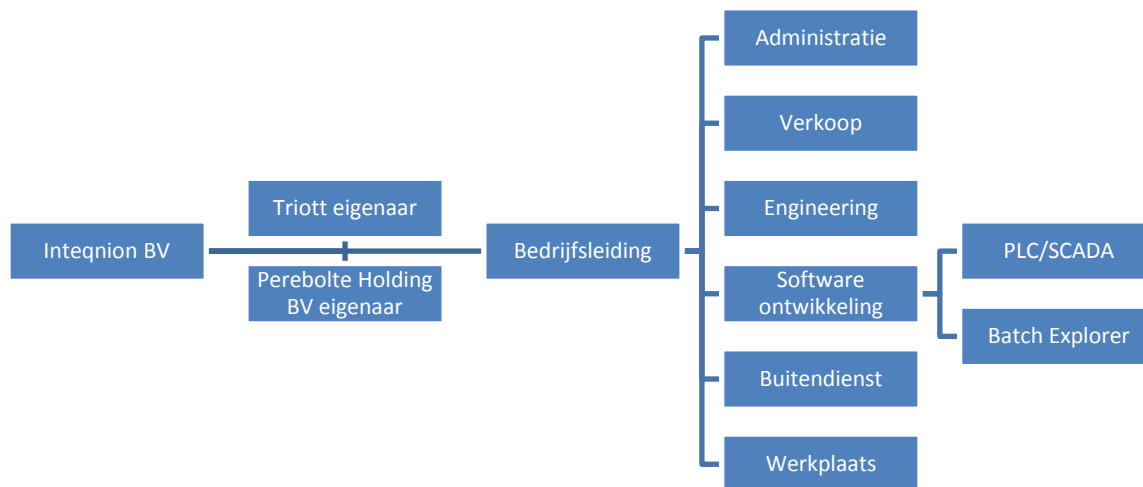 Inteqnion BV
Triott eigenaar
Perebolte Holding
BV eigenaar
Bedrijfsleiding
Administratie
Verkoop
Engineering
Software
ontwikkeling
Buitendienst
Werkplaats
PLC/SCADA
Batch Explorer